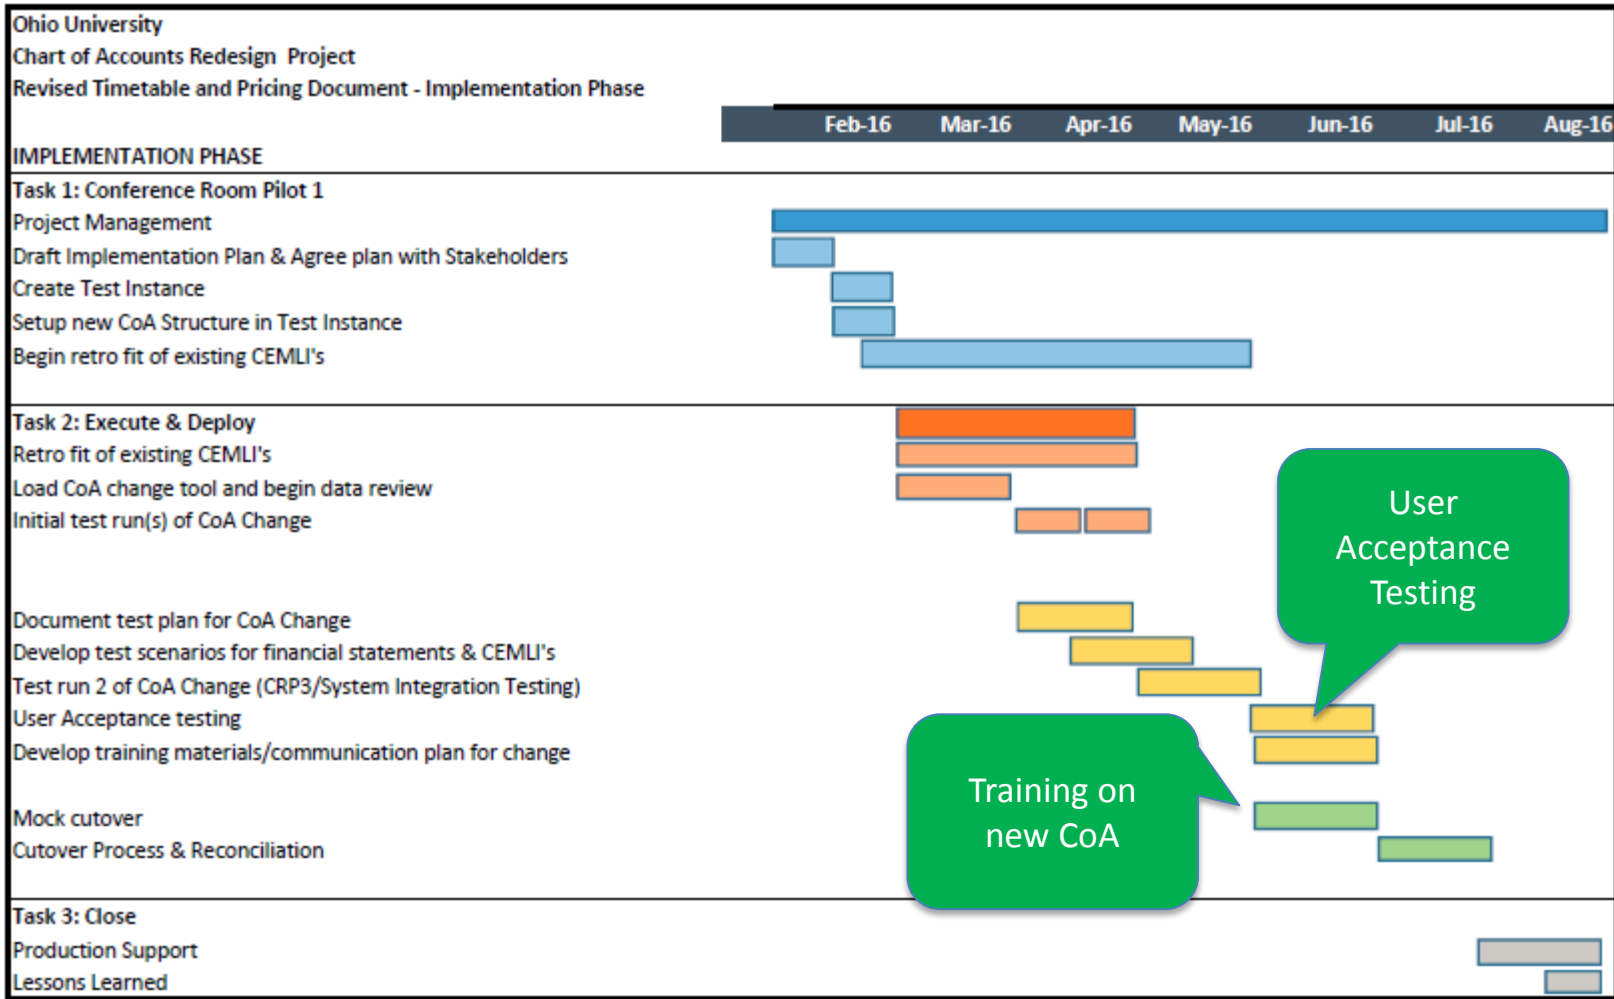 Ohio University
Chart of Accounts Redesign Project
Revised Timetable and Pricing Document - Implementation Phase
Feb-16 Mar-16 Apr-16 May-16 Jun-16 Jul-16 Aug-16
IMPLEMENTATION PHASE
Task 1: Conference Room Pilot 1
Project Management
Draft Implementation Plan & Agree plan with Stakeholders
Create Test Instance
Setup new CoA Structure in Test Instance
Begin retro fit of existing CEMLI's
Task 2: Execute & Deploy
Retro fit of existing CEMLI's
Load CoA change tool and begin data review
Initial test run(s) of CoA Change
User
Acceptance
Testing
Document test plan for CoA Change
Develop test scenarios for financial statements & CEMLI's
Test run 2 of CoA Change (CRP3/System Integration Testing)
User Acceptance testing
Develop training materials/communication plan for change
Training on
new CoA
Mock cutover
Cutover Process & Reconciliation
Task 3: Close
Production Support
Lessons Learned